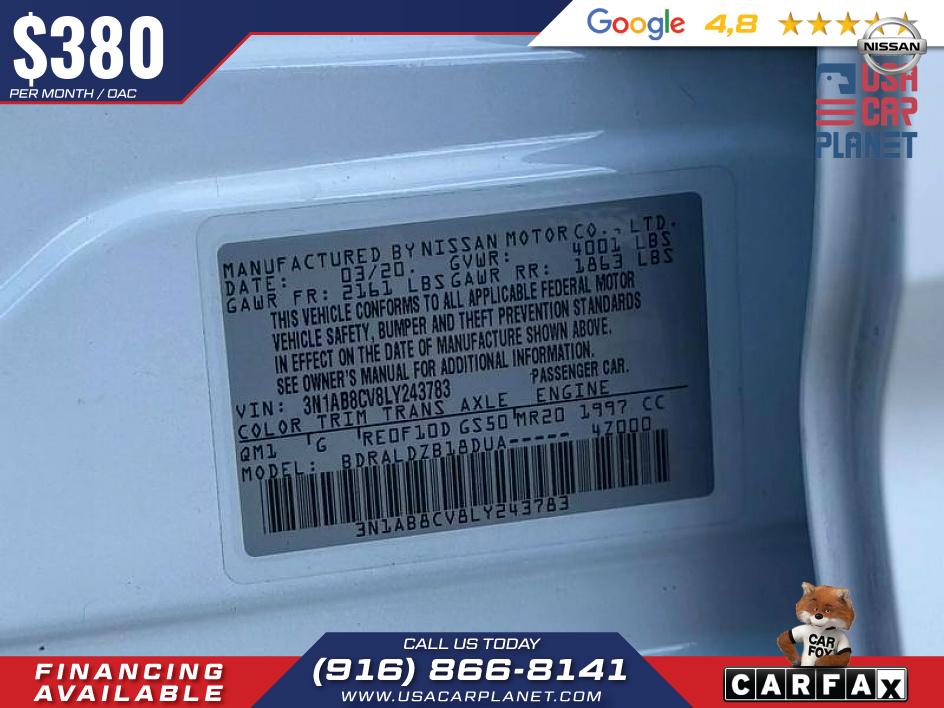 $380
PER MONTH / OAC
Google 4,8
NISSAN
USA
CAR
PLANET
MANUFACTURED BY NISSAN MOTOR CO., LTD.
DATE: 03/20. GVWR: 4001 LBS
GAWR FR: 2161 LBS GAWR RR: 1863 LBS
THIS VEHICLE CONFORMS TO ALL APPLICABLE FEDERAL MOTOR
VEHICLE SAFETY, BUMPER AND THEFT PREVENTION STANDARDS
IN EFFECT ON THE DATE OF MANUFACTURE SHOWN ABOVE.
SEE OWNER'S MANUAL FOR ADDITIONAL INFORMATION.
VIN: 3N1AB8CV8LY243783 PASSENGER CAR.
COLOR TRIM TRANS AXLE ENGINE
QM1 G RE0F10D GS50 MR20 1997 CC
MODEL: BDRALDZB18DUA----- 4Z000
3N1AB8CV8LY243783
CAR
FOX
FINANCING
AVAILABLE
CALL US TODAY
(916) 866-8141
WWW.USACARPLANET.COM
CARFAX